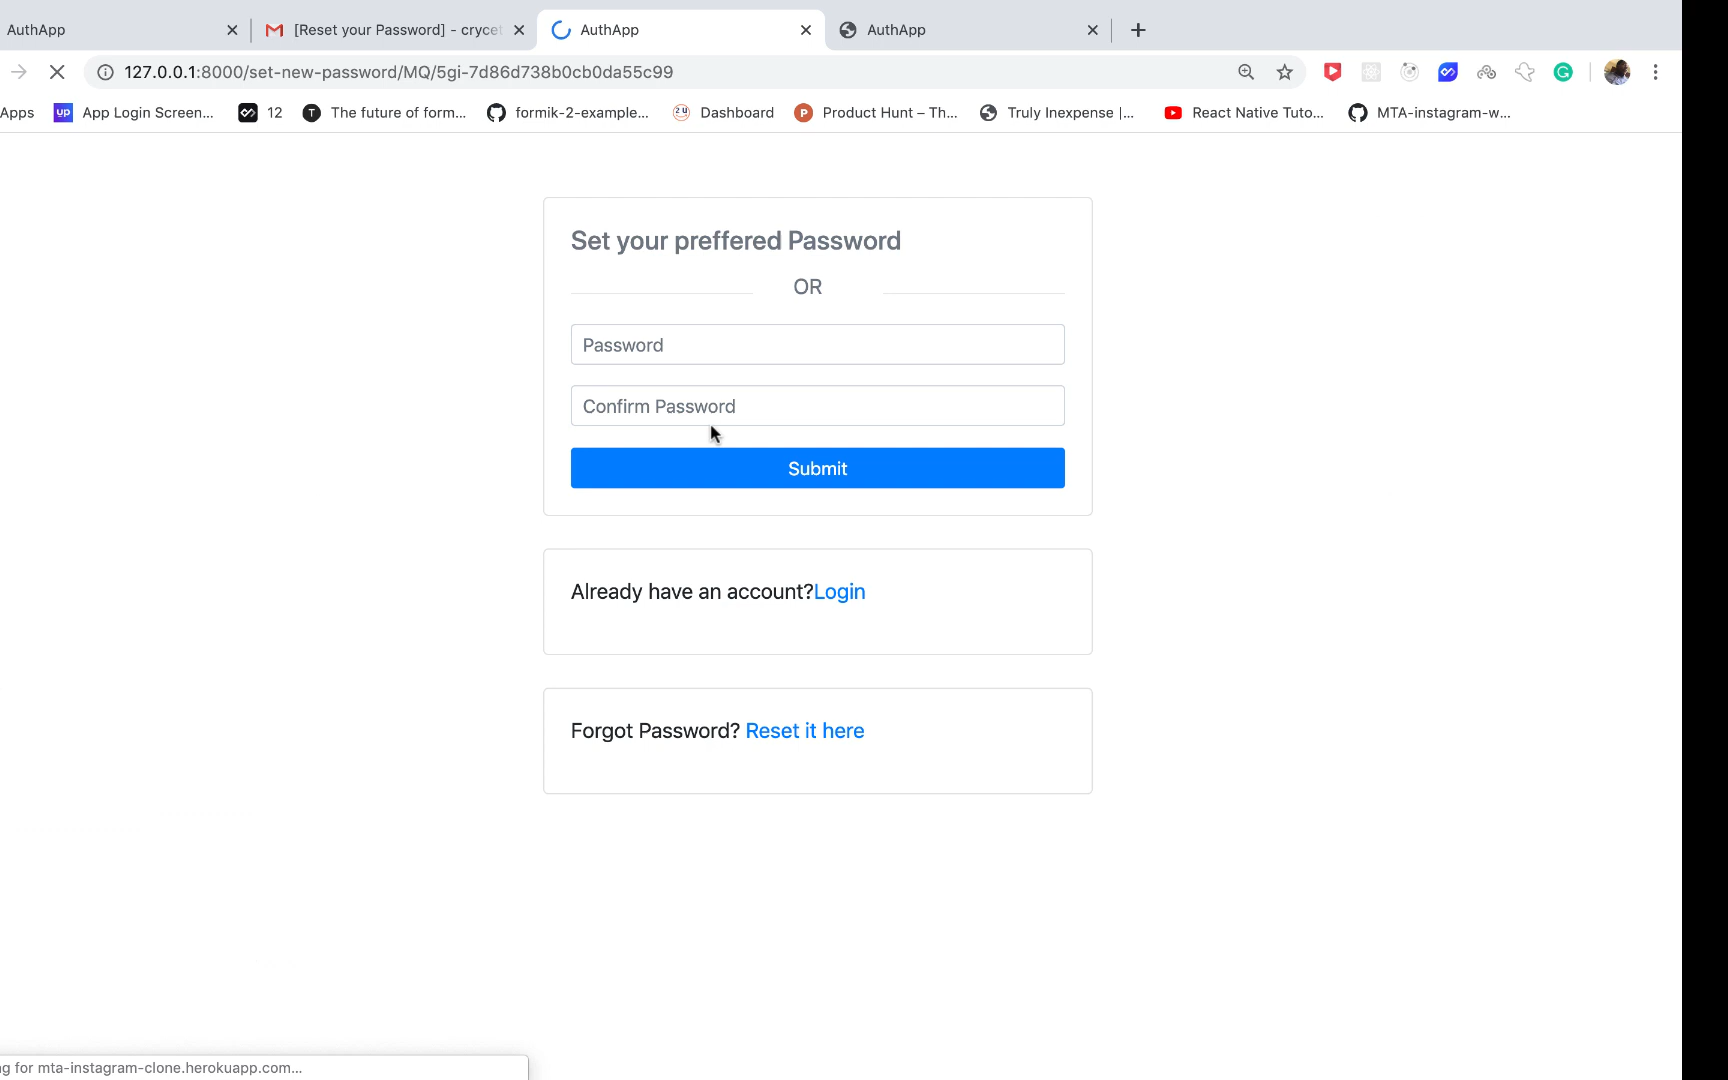 AuthApp
[Reset your Password] - crycet
AuthApp
AuthApp
127.0.0.1:8000/set-new-password/MQ/5gi-7d86d738b0cb0da55c99
Apps
UP App Login Screen...
12
T The future of form...
formik-2-example...
2U Dashboard
P Product Hunt – Th...
Truly Inexpense |...
React Native Tuto...
MTA-instagram-w...
Set your preffered Password
OR
Password
Confirm Password
Submit
Already have an account?Login
Forgot Password? Reset it here
g for mta-instagram-clone.herokuapp.com...